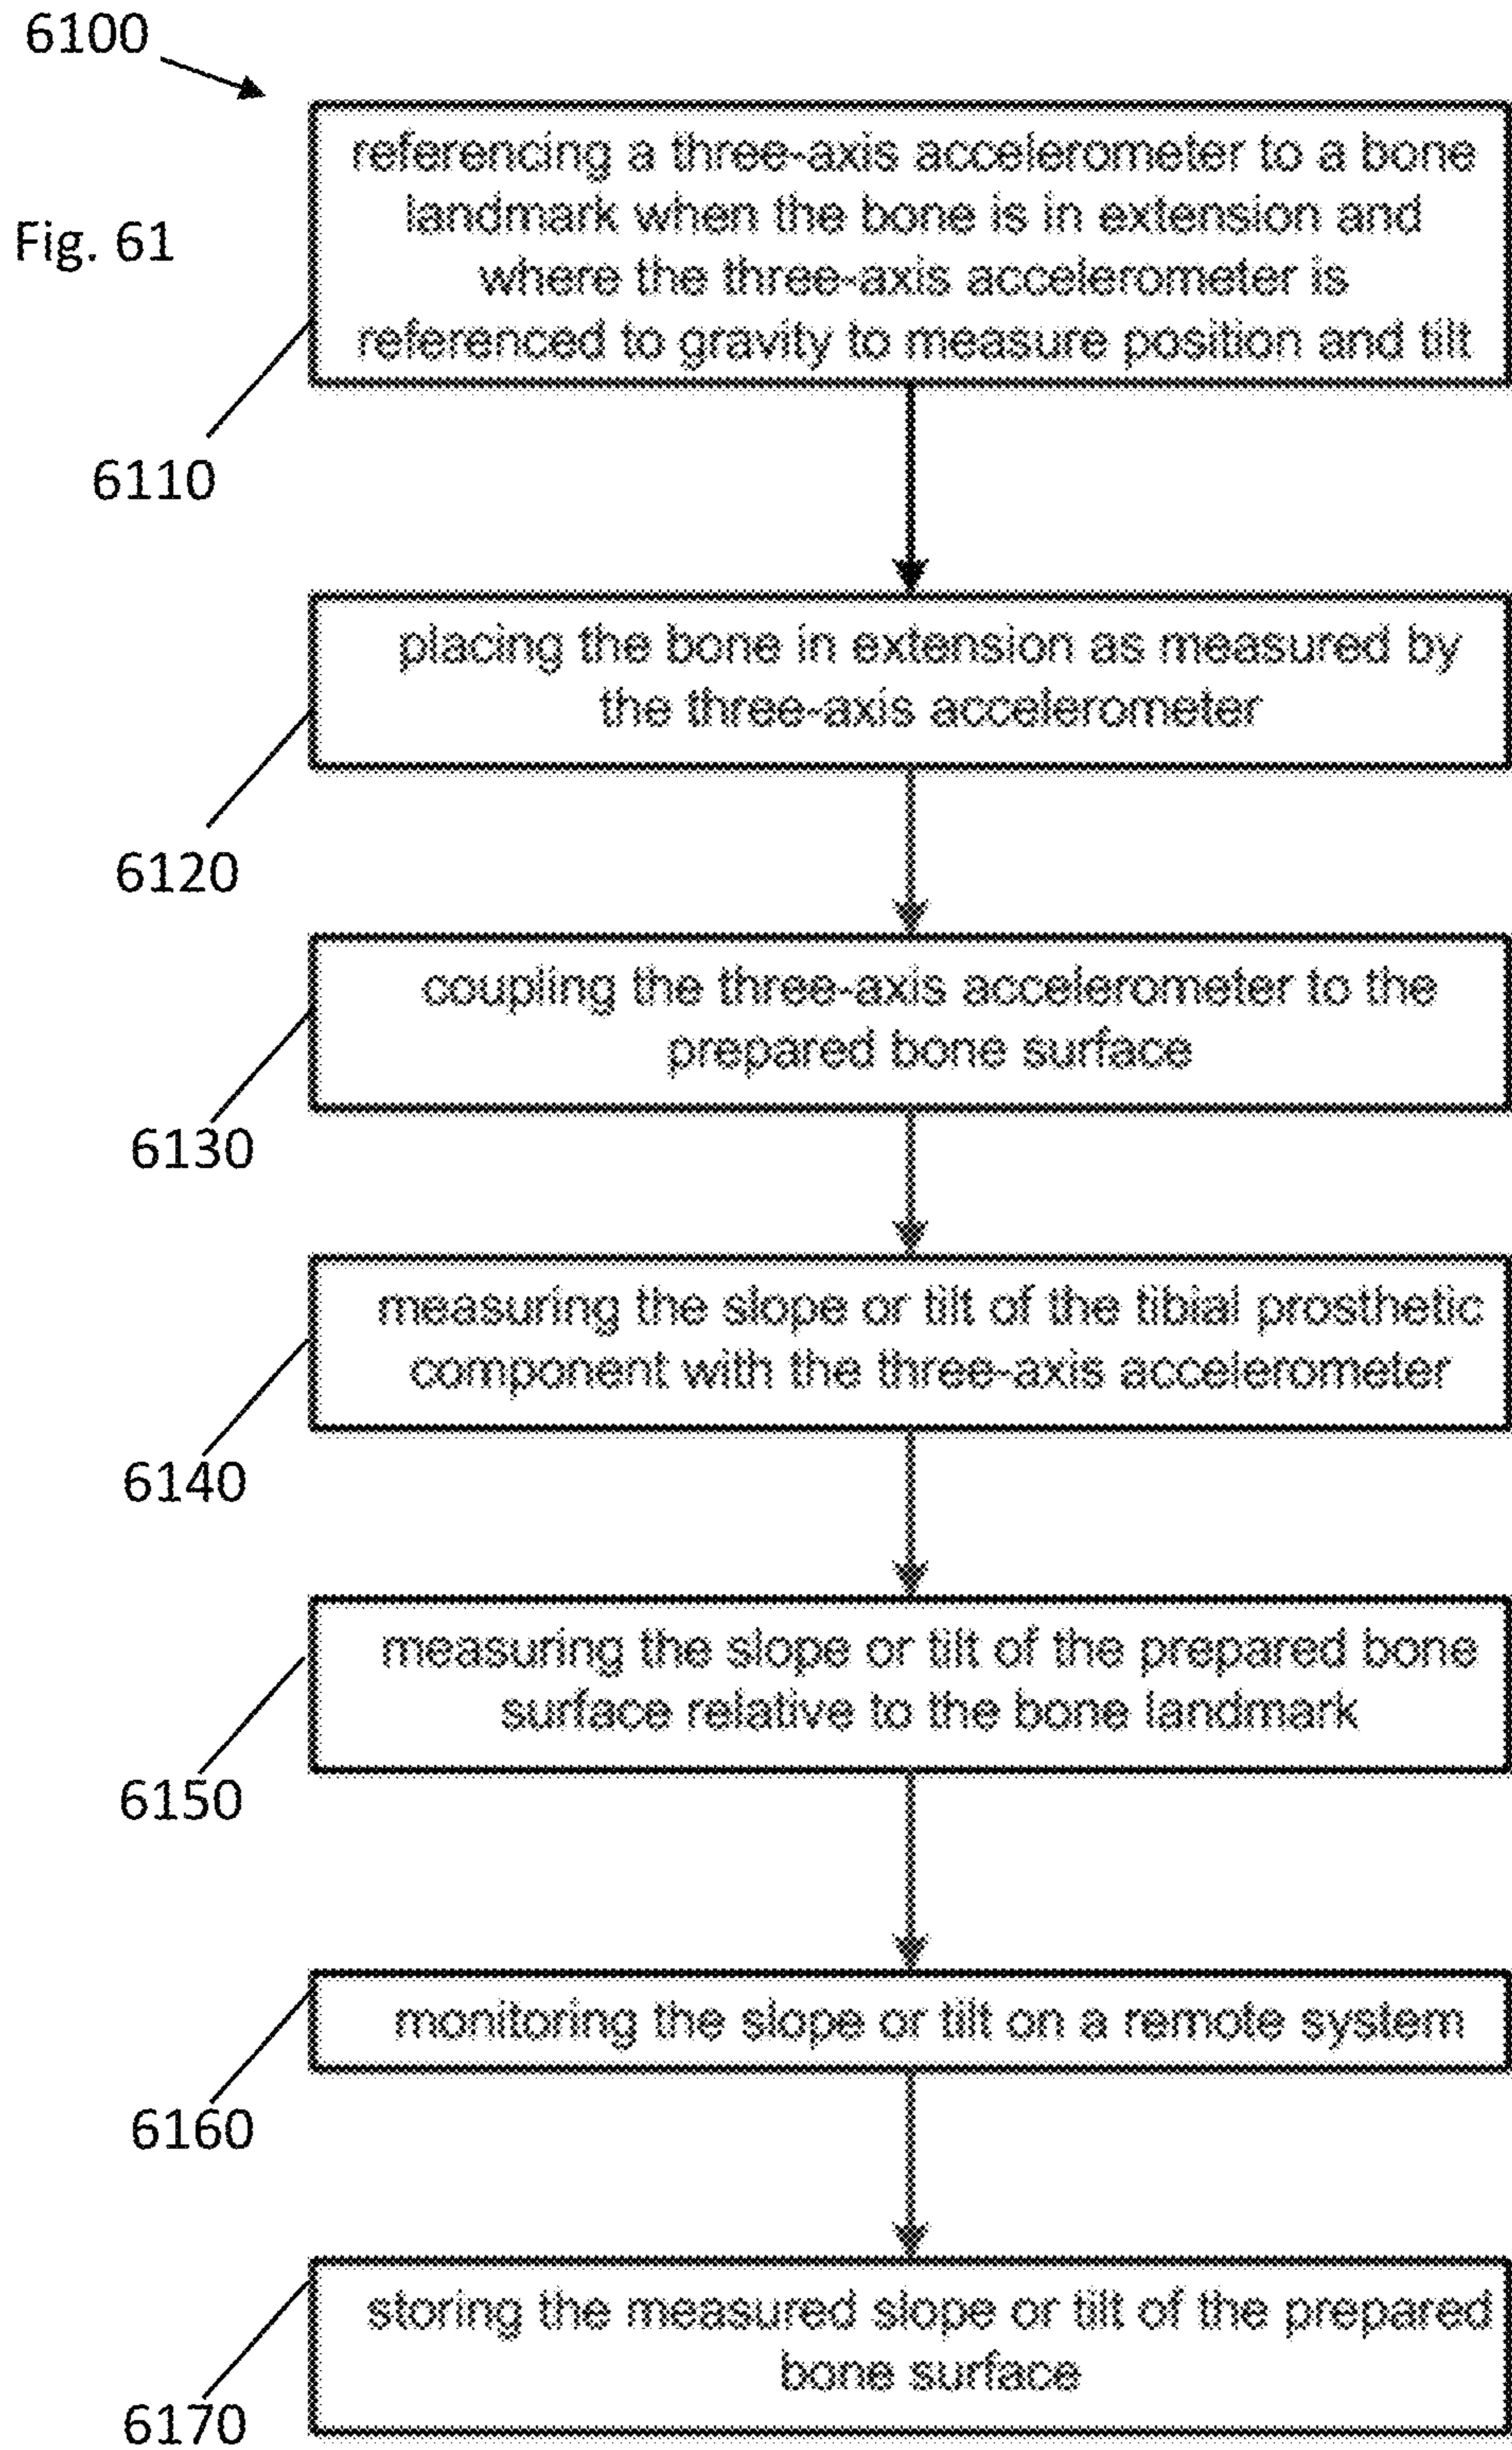 6100
referencing a three-axis accelerometer to a bone
landmark when the bone is in extension and
where the three-axis accelerometer is
referenced to gravity to measure position and tilt
Fig. 61
6110
placing the bone in extension as measured by
the three-axis accelerometer
6120
coupling the three-axis accelerometer to the
prepared bone surface
6130
measuring the slope or tilt of the tibial prosthetic
component with the three-axis accelerometer
6140
measuring the slope or tilt of the prepared bone
surface relative to the bone landmark
6150
monitoring the slope or tilt on a remote system
6160
storing the measured slope or tilt of the prepared
bone surface
6170